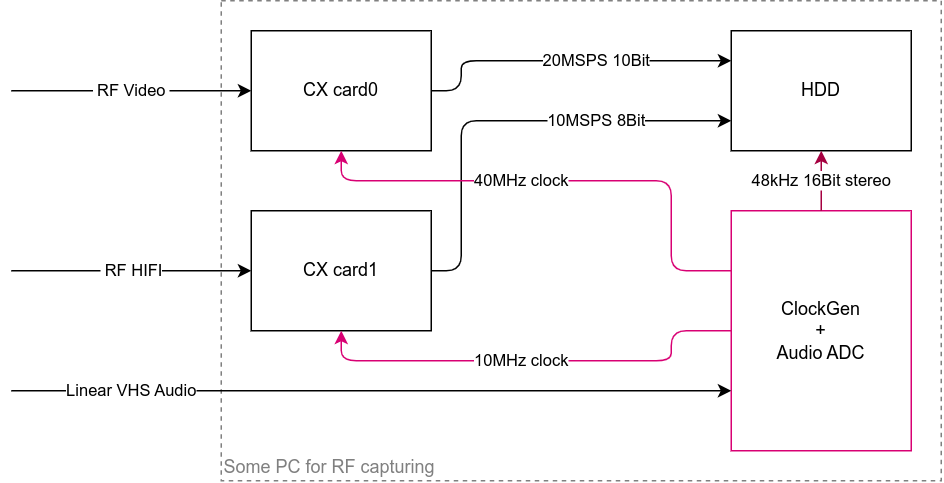 20MSPS 10Bit
RF Video
CX card0
HDD
10MSPS 8Bit
40MHz clock
48kHz 16Bit stereo
RF HIFI
CX card1
ClockGen
+
Audio ADC
10MHz clock
Linear VHS Audio
Some PC for RF capturing